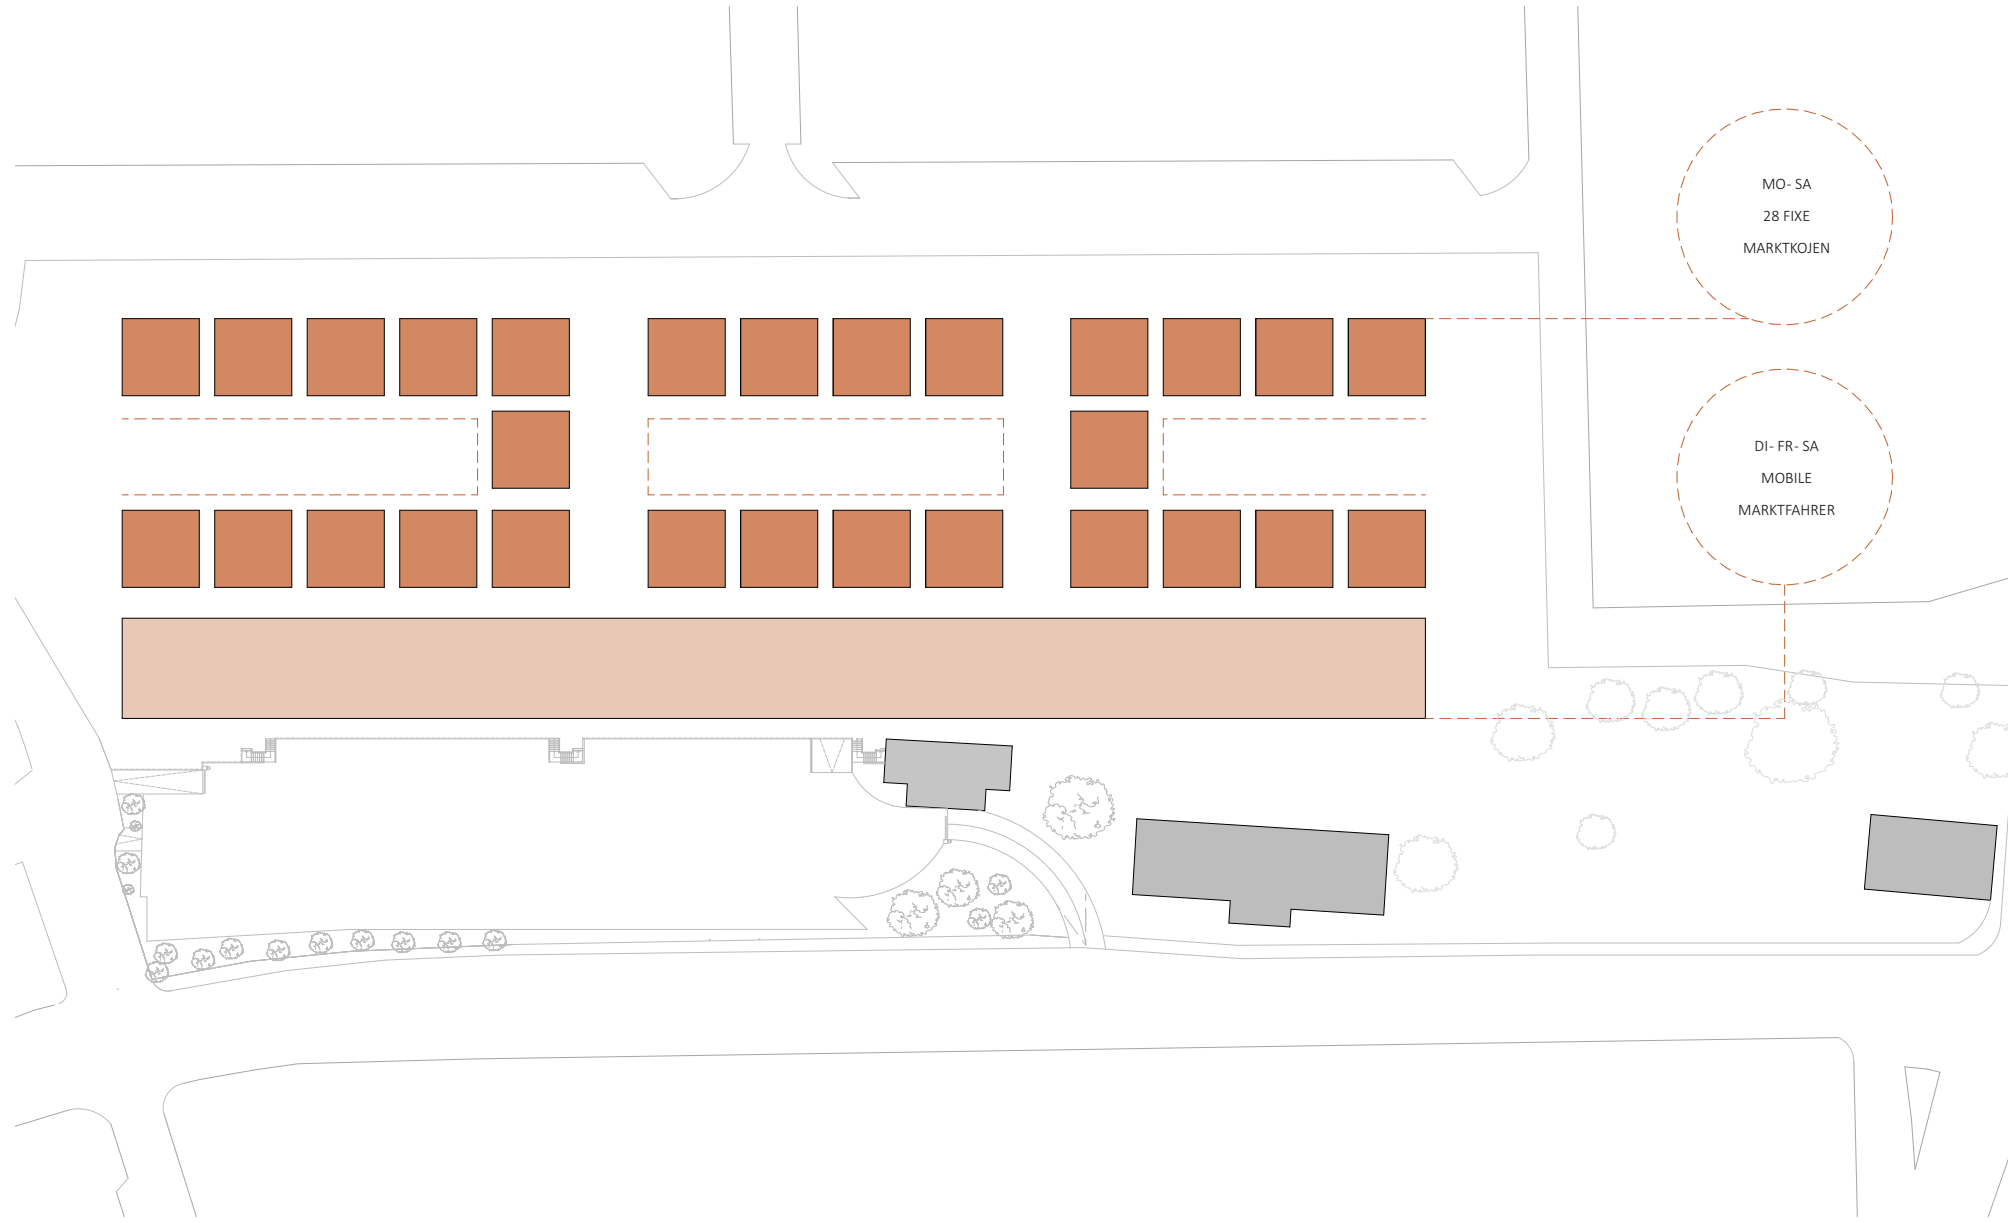 MO- SA
28 FIXE
MARKTKOJEN
DI- FR- SA
MOBILE
MARKTFAHRER